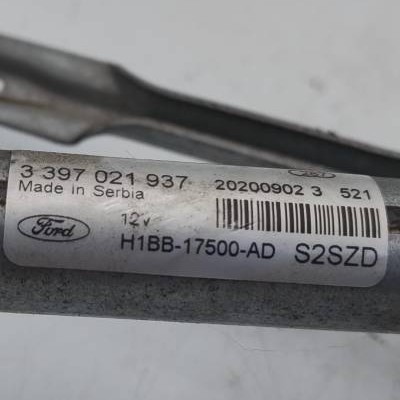 3 397 021 937
Made in Serbia
20200902 3 521
Ford
12v
H1BB-17500-AD S2SZD